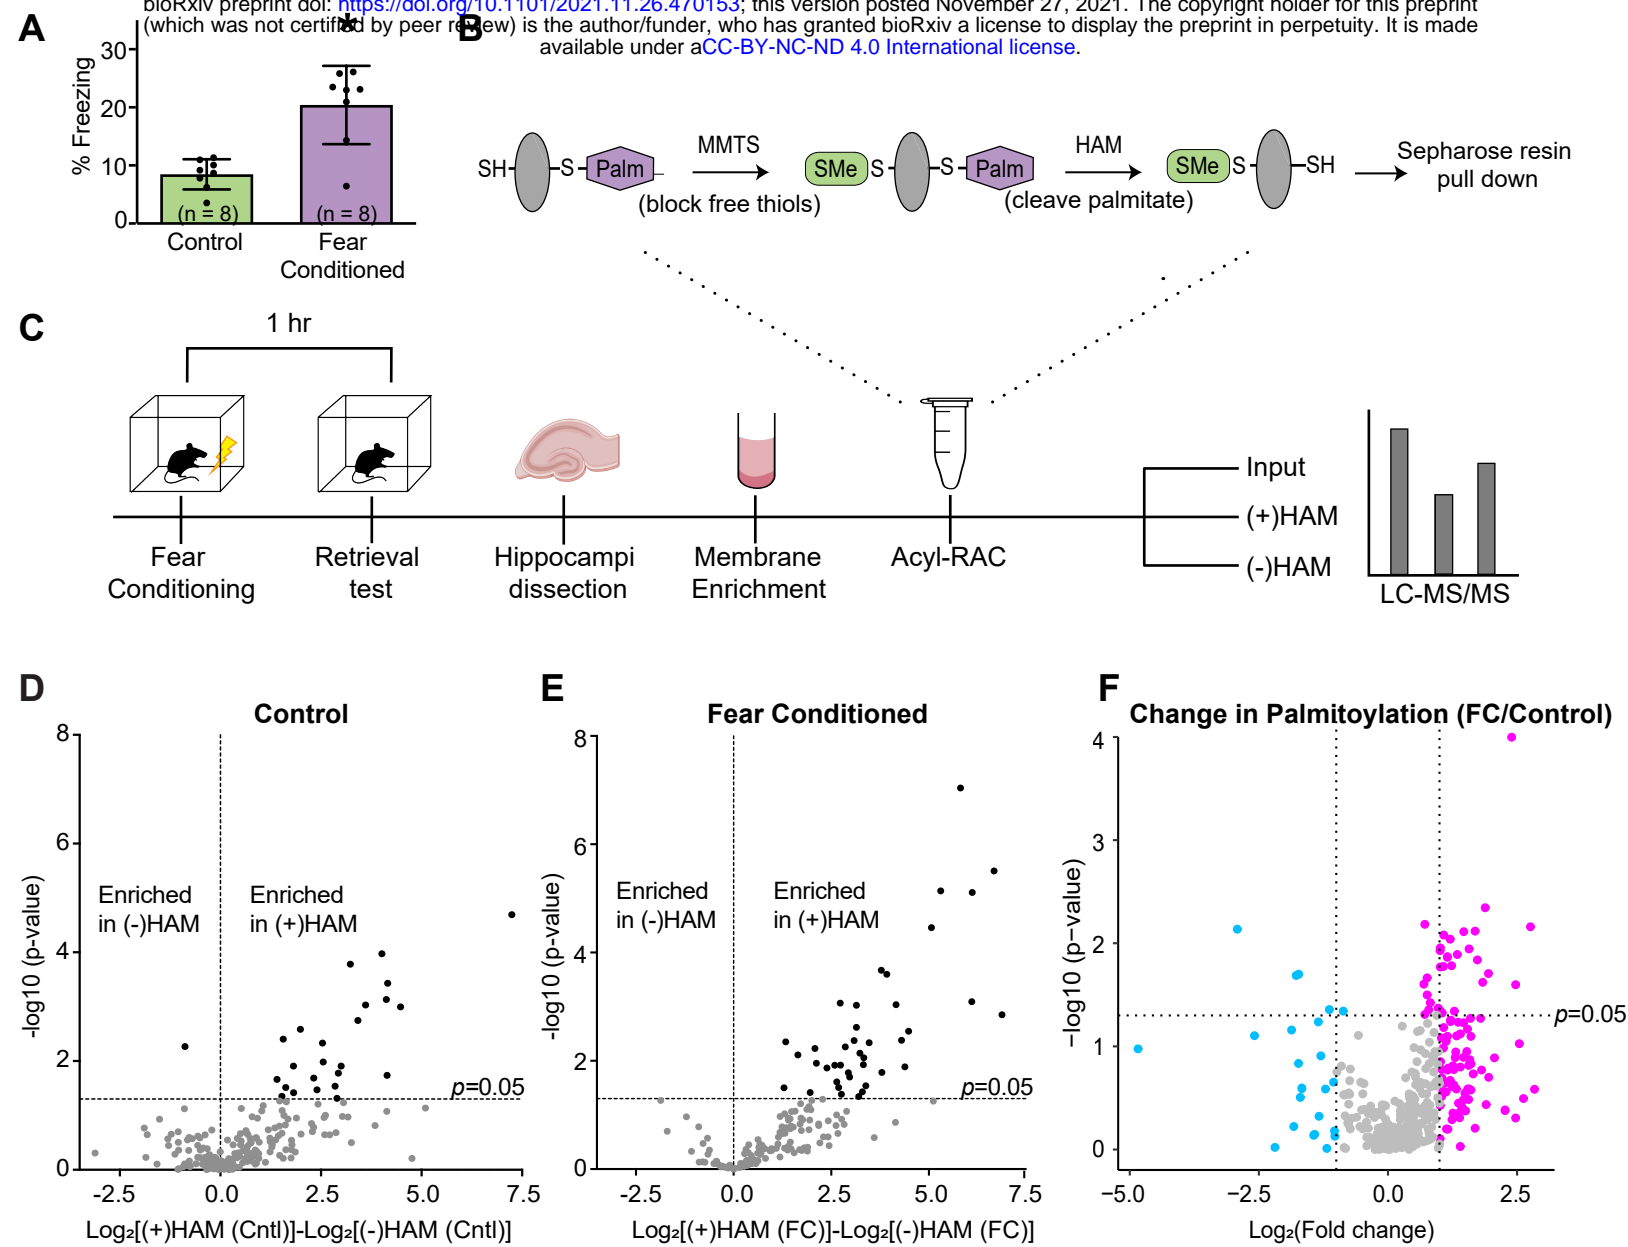 bioRxiv preprint doi: https://doi.org/10.1101/2021.11.26.470153; this version posted November 27, 2021. The copyright holder for this preprint
(which was not certified by peer review) is the author/funder, who has granted bioRxiv a license to display the preprint in perpetuity. It is made
available under aCC-BY-NC-ND 4.0 International license.
A
% Freezing
30
20
10
0
*
(n = 8)
(n = 8)
Control
Fear
Conditioned
B
SH
S
Palm
MMTS
(block free thiols)
SMe
S
S
Palm
HAM
(cleave palmitate)
SMe
S
SH
Sepharose resin
pull down
C
1 hr
Fear
Conditioning
Retrieval
test
Hippocampi
dissection
Membrane
Enrichment
Acyl-RAC
Input
(+)HAM
(-)HAM
LC-MS/MS
D
Control
-log10 (p-value)
8
6
4
2
0
Enriched
in (-)HAM
Enriched
in (+)HAM
p=0.05
-2.5
0.0
2.5
5.0
7.5
Log₂[(+)HAM (Cntl)]-Log₂[(-)HAM (Cntl)]
E
Fear Conditioned
-log10 (p-value)
8
6
4
2
0
Enriched
in (-)HAM
Enriched
in (+)HAM
p=0.05
-2.5
0.0
2.5
5.0
7.5
Log₂[(+)HAM (FC)]-Log₂[(-)HAM (FC)]
F
Change in Palmitoylation (FC/Control)
−log10 (p−value)
4
3
2
1
0
p=0.05
−5.0
−2.5
0.0
2.5
Log₂(Fold change)